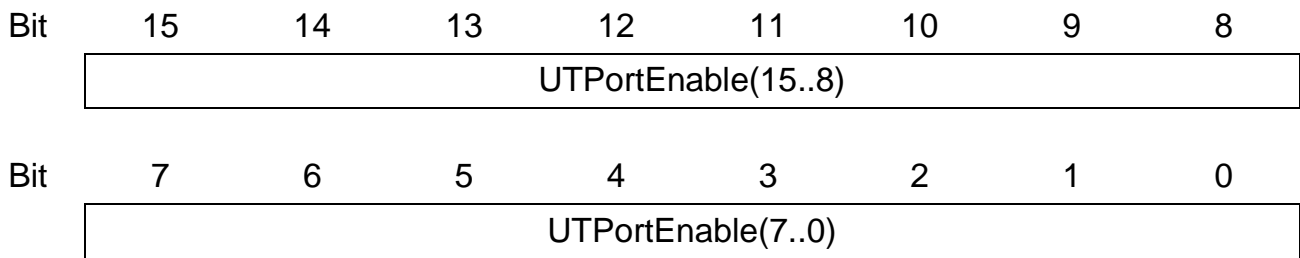 Bit 15 14 13 12 11 10 9 8
UTPortEnable(15..8)
Bit 7 6 5 4 3 2 1 0
UTPortEnable(7..0)